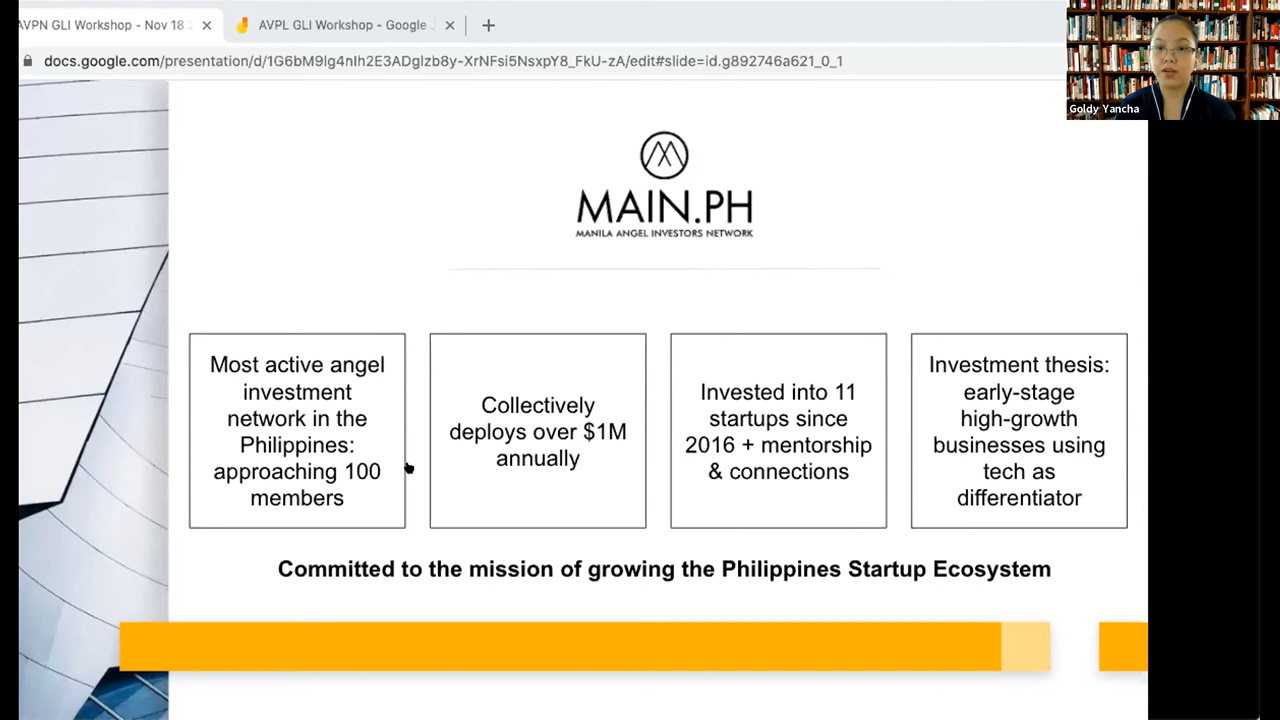 AVPN GLI Workshop - Nov 18
AVPL GLI Workshop - Google
docs.google.com/presentation/d/1G6bM9lg4nIh2E3ADglzb8y-XrNFsi5NsxpY8_FkU-zA/edit#slide=id.g892746a621_0_1
Goldy Yancha
MAIN.PH
MANILA ANGEL INVESTORS NETWORK
Most active angel
investment
network in the
Philippines:
approaching 100
members
Collectively
deploys over $1M
annually
Invested into 11
startups since
2016 + mentorship
& connections
Investment thesis:
early-stage
high-growth
businesses using
tech as
differentiator
Committed to the mission of growing the Philippines Startup Ecosystem